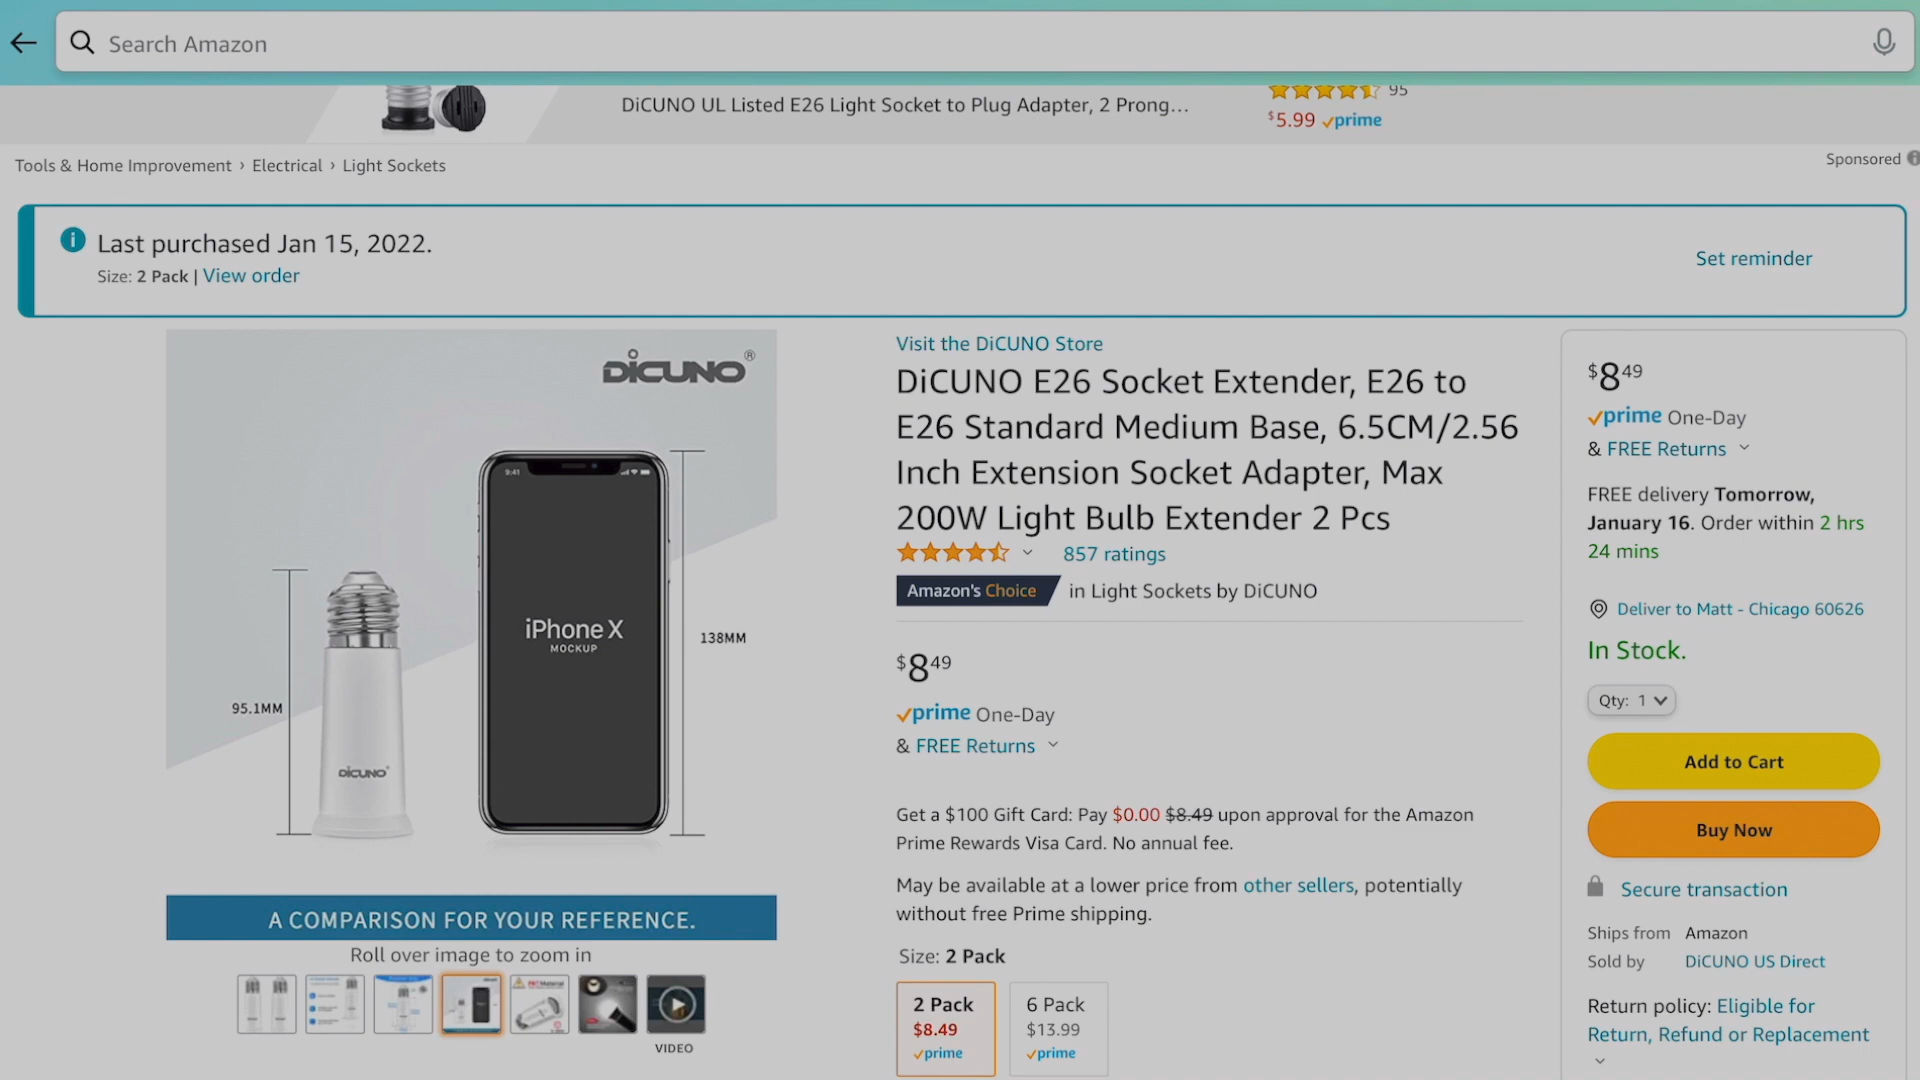 Search Amazon
DiCUNO UL Listed E26 Light Socket to Plug Adapter, 2 Prong...
95
$5.99 prime
Tools & Home Improvement › Electrical › Light Sockets
Sponsored
Last purchased Jan 15, 2022.
Size: 2 Pack | View order
Set reminder
DiCUNO®
9:41
iPhone X
MOCKUP
138MM
95.1MM
DiCUNO
A COMPARISON FOR YOUR REFERENCE.
Roll over image to zoom in
VIDEO
Visit the DiCUNO Store
DiCUNO E26 Socket Extender, E26 to
E26 Standard Medium Base, 6.5CM/2.56
Inch Extension Socket Adapter, Max
200W Light Bulb Extender 2 Pcs
857 ratings
Amazon's Choice in Light Sockets by DiCUNO
$8 49
prime One-Day
& FREE Returns
Get a $100 Gift Card: Pay $0.00 $8.49 upon approval for the Amazon
Prime Rewards Visa Card. No annual fee.
May be available at a lower price from other sellers, potentially
without free Prime shipping.
Size: 2 Pack
2 Pack
$8.49
prime
6 Pack
$13.99
prime
$8 49
prime One-Day
& FREE Returns
FREE delivery Tomorrow,
January 16. Order within 2 hrs
24 mins
Deliver to Matt - Chicago 60626
In Stock.
Qty: 1
Add to Cart
Buy Now
Secure transaction
Ships from Amazon
Sold by DiCUNO US Direct
Return policy: Eligible for
Return, Refund or Replacement